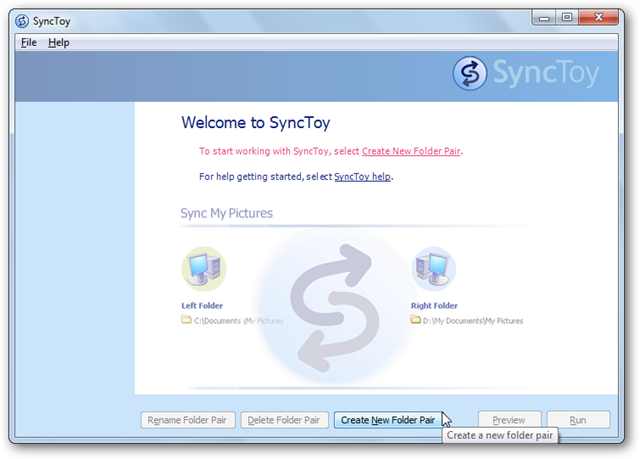 SyncToy
File Help
SyncToy
Welcome to SyncToy
To start working with SyncToy, select Create New Folder Pair.
For help getting started, select SyncToy help.
Sync My Pictures
Left Folder
C:\Documents \My Pictures
Right Folder
D:\My Documents\My Pictures
Rename Folder Pair Delete Folder Pair Create New Folder Pair Preview Run
Create a new folder pair